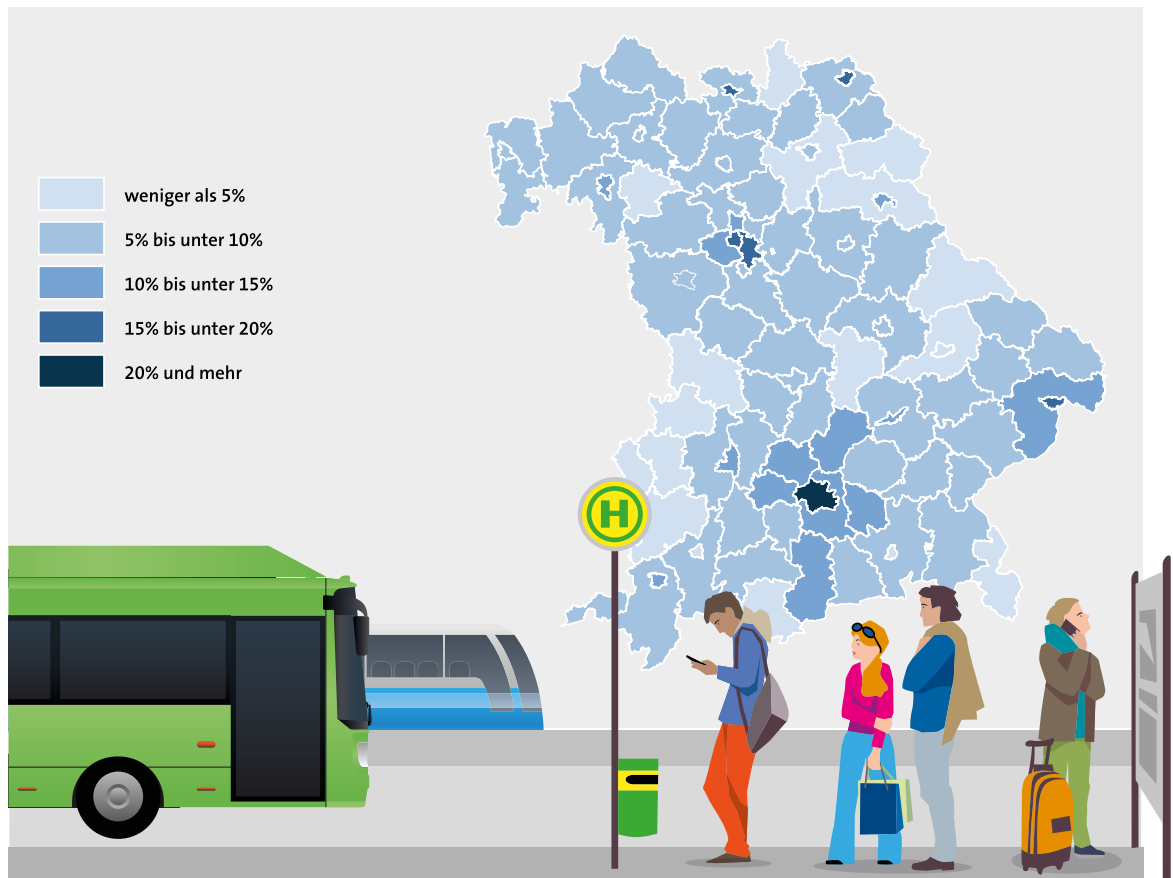 weniger als 5%
5% bis unter 10%
10% bis unter 15%
15% bis unter 20%
20% und mehr
H